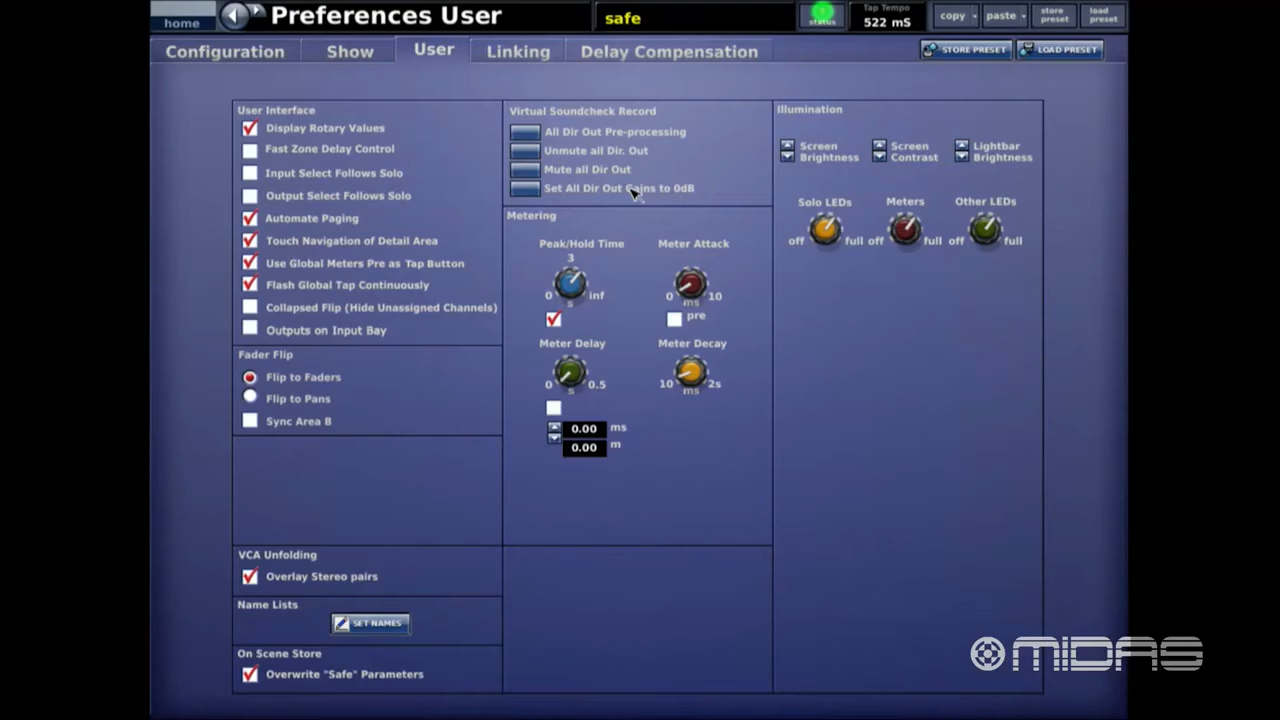 home
Preferences User
safe
status
Tap Tempo
522 mS
copy
paste
store preset
load preset
Configuration
Show
User
Linking
Delay Compensation
STORE PRESET
LOAD PRESET
User Interface
Display Rotary Values
Fast Zone Delay Control
Input Select Follows Solo
Output Select Follows Solo
Automate Paging
Touch Navigation of Detail Area
Use Global Meters Pre as Tap Button
Flash Global Tap Continuously
Collapsed Flip (Hide Unassigned Channels)
Outputs on Input Bay
Fader Flip
Flip to Faders
Flip to Pans
Sync Area B
VCA Unfolding
Overlay Stereo pairs
Name Lists
SET NAMES
On Scene Store
Overwrite "Safe" Parameters
Virtual Soundcheck Record
All Dir Out Pre-processing
Unmute all Dir. Out
Mute all Dir Out
Set All Dir Out Gains to 0dB
Metering
Peak/Hold Time
3
0 inf
s
Meter Attack
0 10
ms
pre
Meter Delay
0 0.5
s
0.00 ms
0.00 m
Meter Decay
10 2s
ms
Illumination
Screen Brightness
Screen Contrast
Lightbar Brightness
Solo LEDs
off full
Meters
off full
Other LEDs
off full
MIDAS